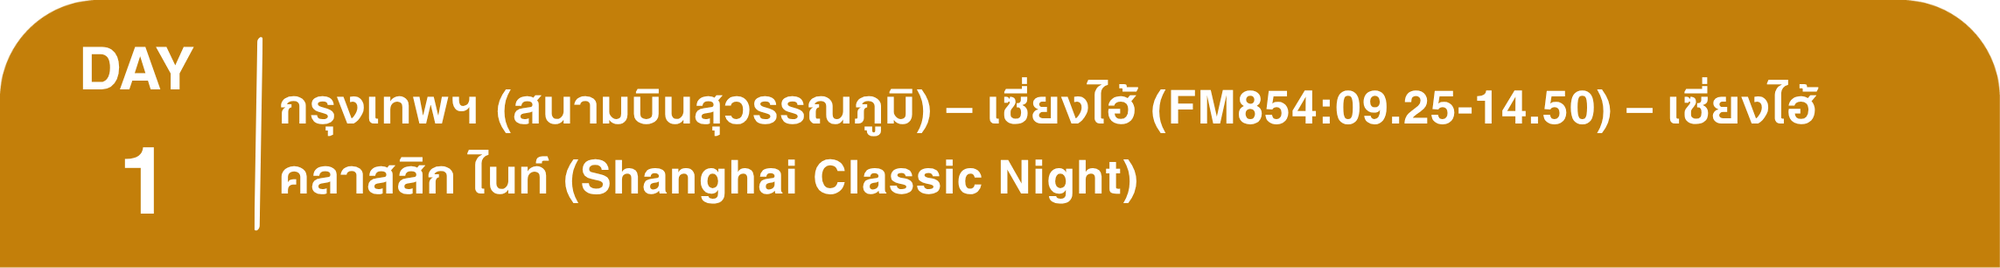 DAY
1
กรุงเทพฯ (สนามบินสุวรรณภูมิ) – เซี่ยงไฮ้ (FM854:09.25-14.50) – เซี่ยงไฮ้
คลาสสิก ไนท์ (Shanghai Classic Night)